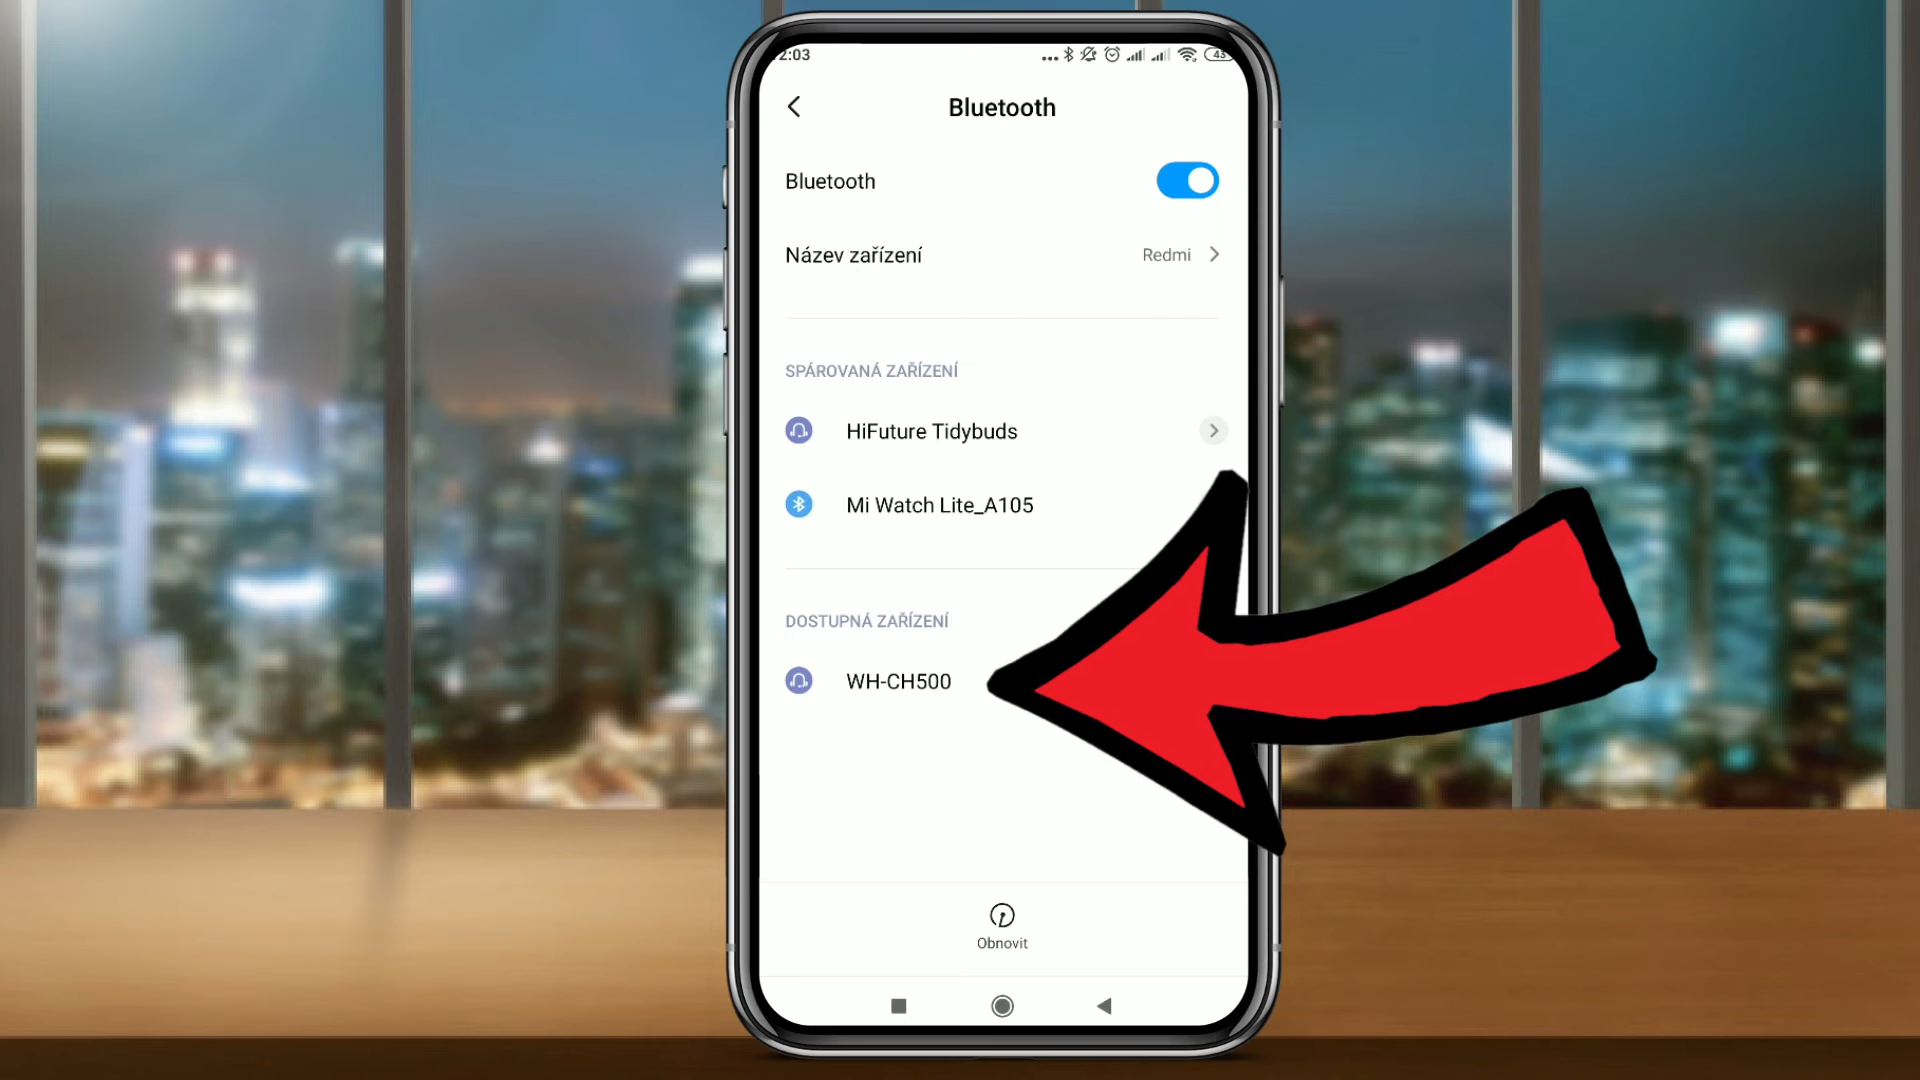 2:03
43
Bluetooth
Bluetooth
Název zařízení
Redmi
SPÁROVANÁ ZAŘÍZENÍ
HiFuture Tidybuds
Mi Watch Lite_A105
DOSTUPNÁ ZAŘÍZENÍ
WH-CH500
Obnovit